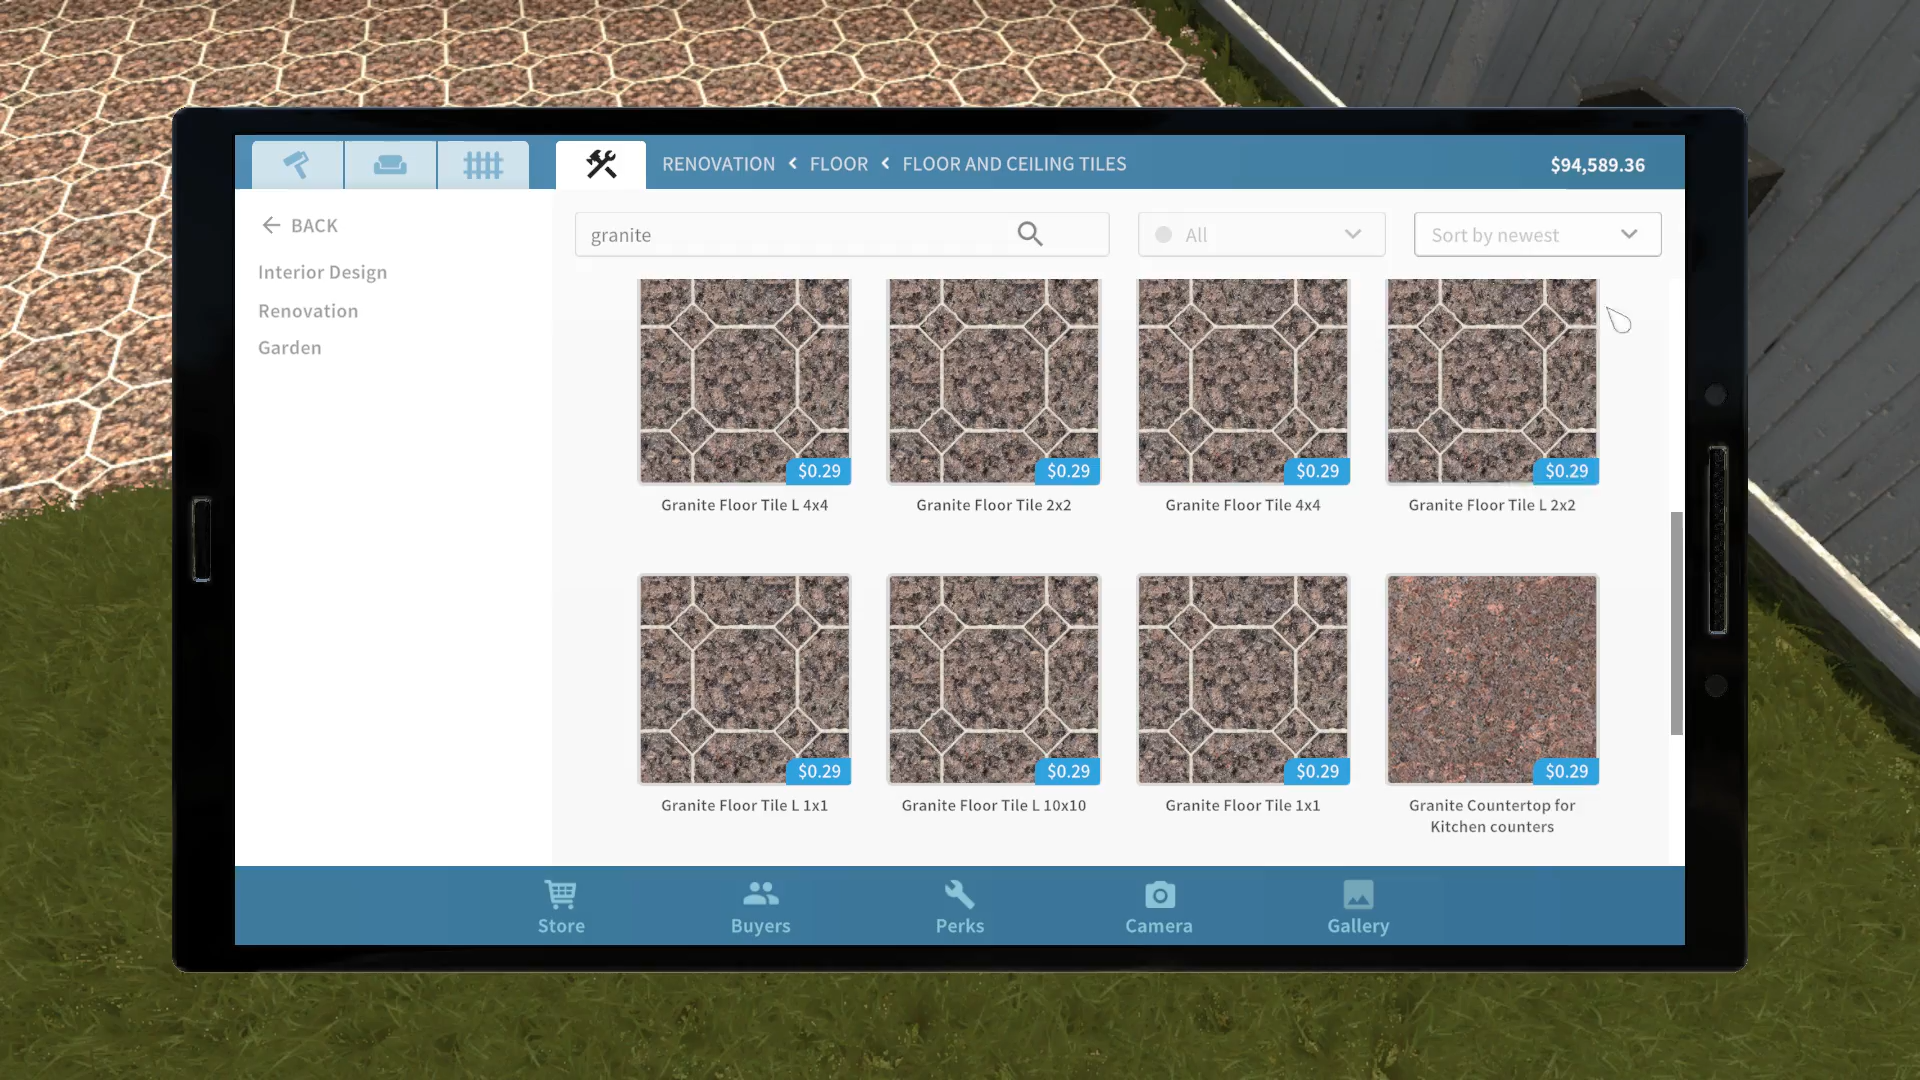 RENOVATION < FLOOR < FLOOR AND CEILING TILES
$94,589.36
BACK
Interior Design
Renovation
Garden
granite
All
Sort by newest
$0.29
$0.29
$0.29
$0.29
Granite Floor Tile L 4x4
Granite Floor Tile 2x2
Granite Floor Tile 4x4
Granite Floor Tile L 2x2
$0.29
$0.29
$0.29
$0.29
Granite Floor Tile L 1x1
Granite Floor Tile L 10x10
Granite Floor Tile 1x1
Granite Countertop for
Kitchen counters
Store
Buyers
Perks
Camera
Gallery